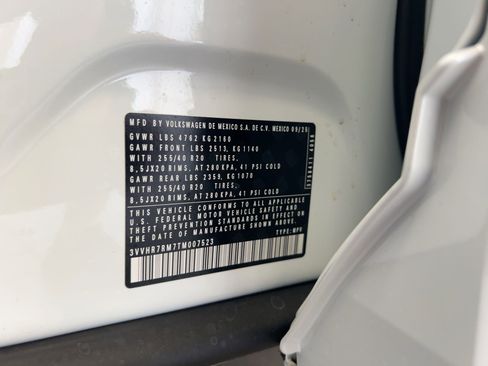 MFD BY VOLKSWAGEN DE MEXICO S.A. DE C.V. MEXICO 09/25
GVWR LBS 4762 KG 2160
GAWR FRONT LBS 2513, KG 1140
WITH 255/40 R20 TIRES,
8,5JX20 RIMS, AT 280 KPA, 41 PSI COLD
GAWR REAR LBS 2359, KG 1070
WITH 255/40 R20 TIRES,
8,5JX20 RIMS, AT 280 KPA, 41 PSI COLD
THIS VEHICLE CONFORMS TO ALL APPLICABLE
U.S. FEDERAL MOTOR VEHICLE SAFETY AND
THEFT PREVENTION STANDARDS IN EFFECT ON
THE DATE OF MANUFACTURE SHOWN ABOVE.
3VVHR7RM7TM007523 TYPE: MPV